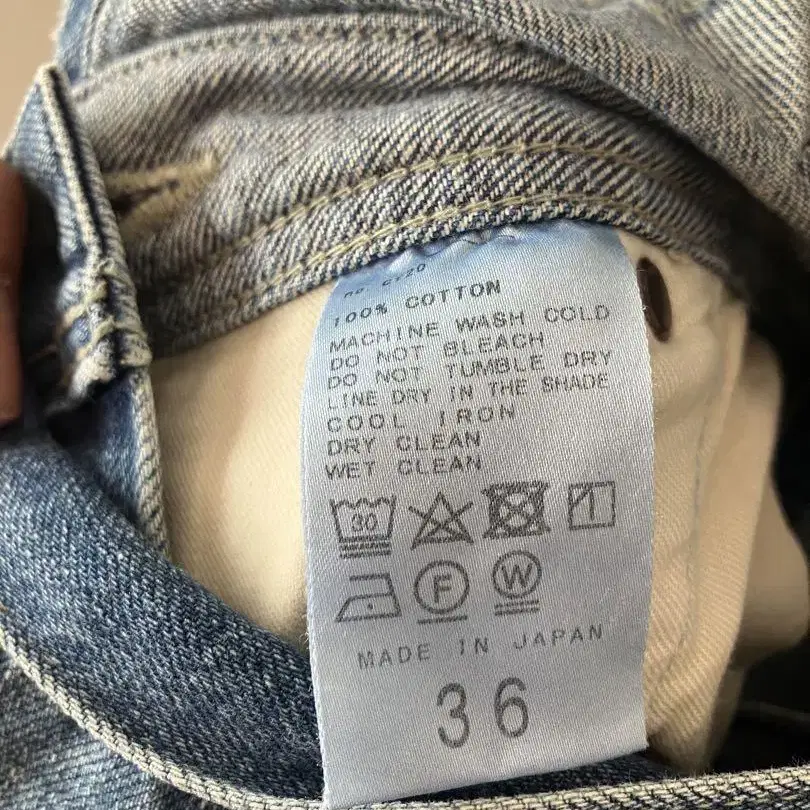 100% COTTON
MACHINE WASH COLD
DO NOT BLEACH
DO NOT TUMBLE DRY
LINE DRY IN THE SHADE
COOL IRON
DRY CLEAN
WET CLEAN
30
F W
MADE IN JAPAN
36